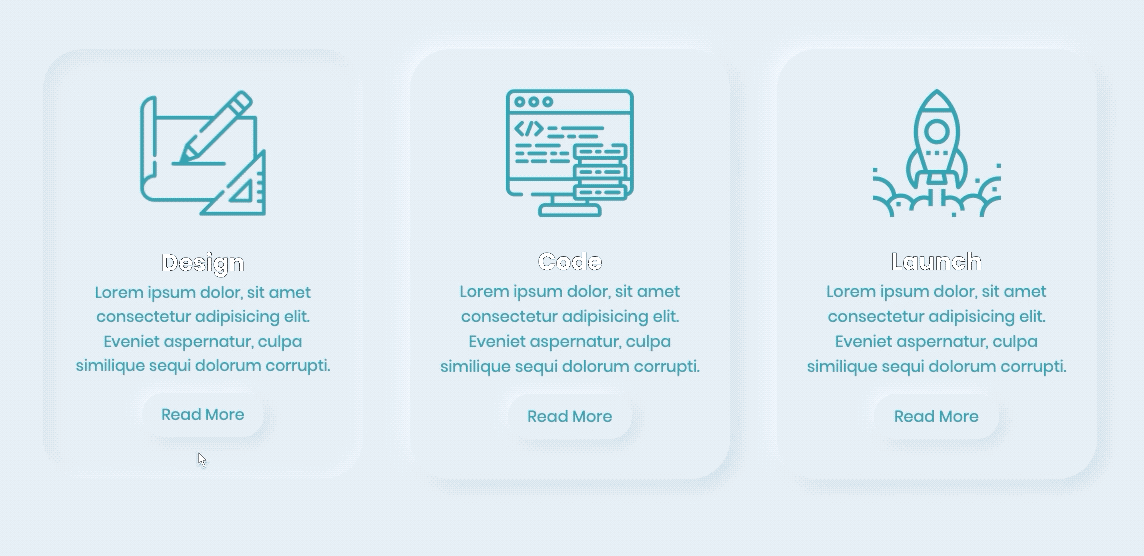 Design
Lorem ipsum dolor, sit amet
consectetur adipisicing elit.
Eveniet aspernatur, culpa
similique sequi dolorum corrupti.
Read More
Code
Lorem ipsum dolor, sit amet
consectetur adipisicing elit.
Eveniet aspernatur, culpa
similique sequi dolorum corrupti.
Read More
Launch
Lorem ipsum dolor, sit amet
consectetur adipisicing elit.
Eveniet aspernatur, culpa
similique sequi dolorum corrupti.
Read More